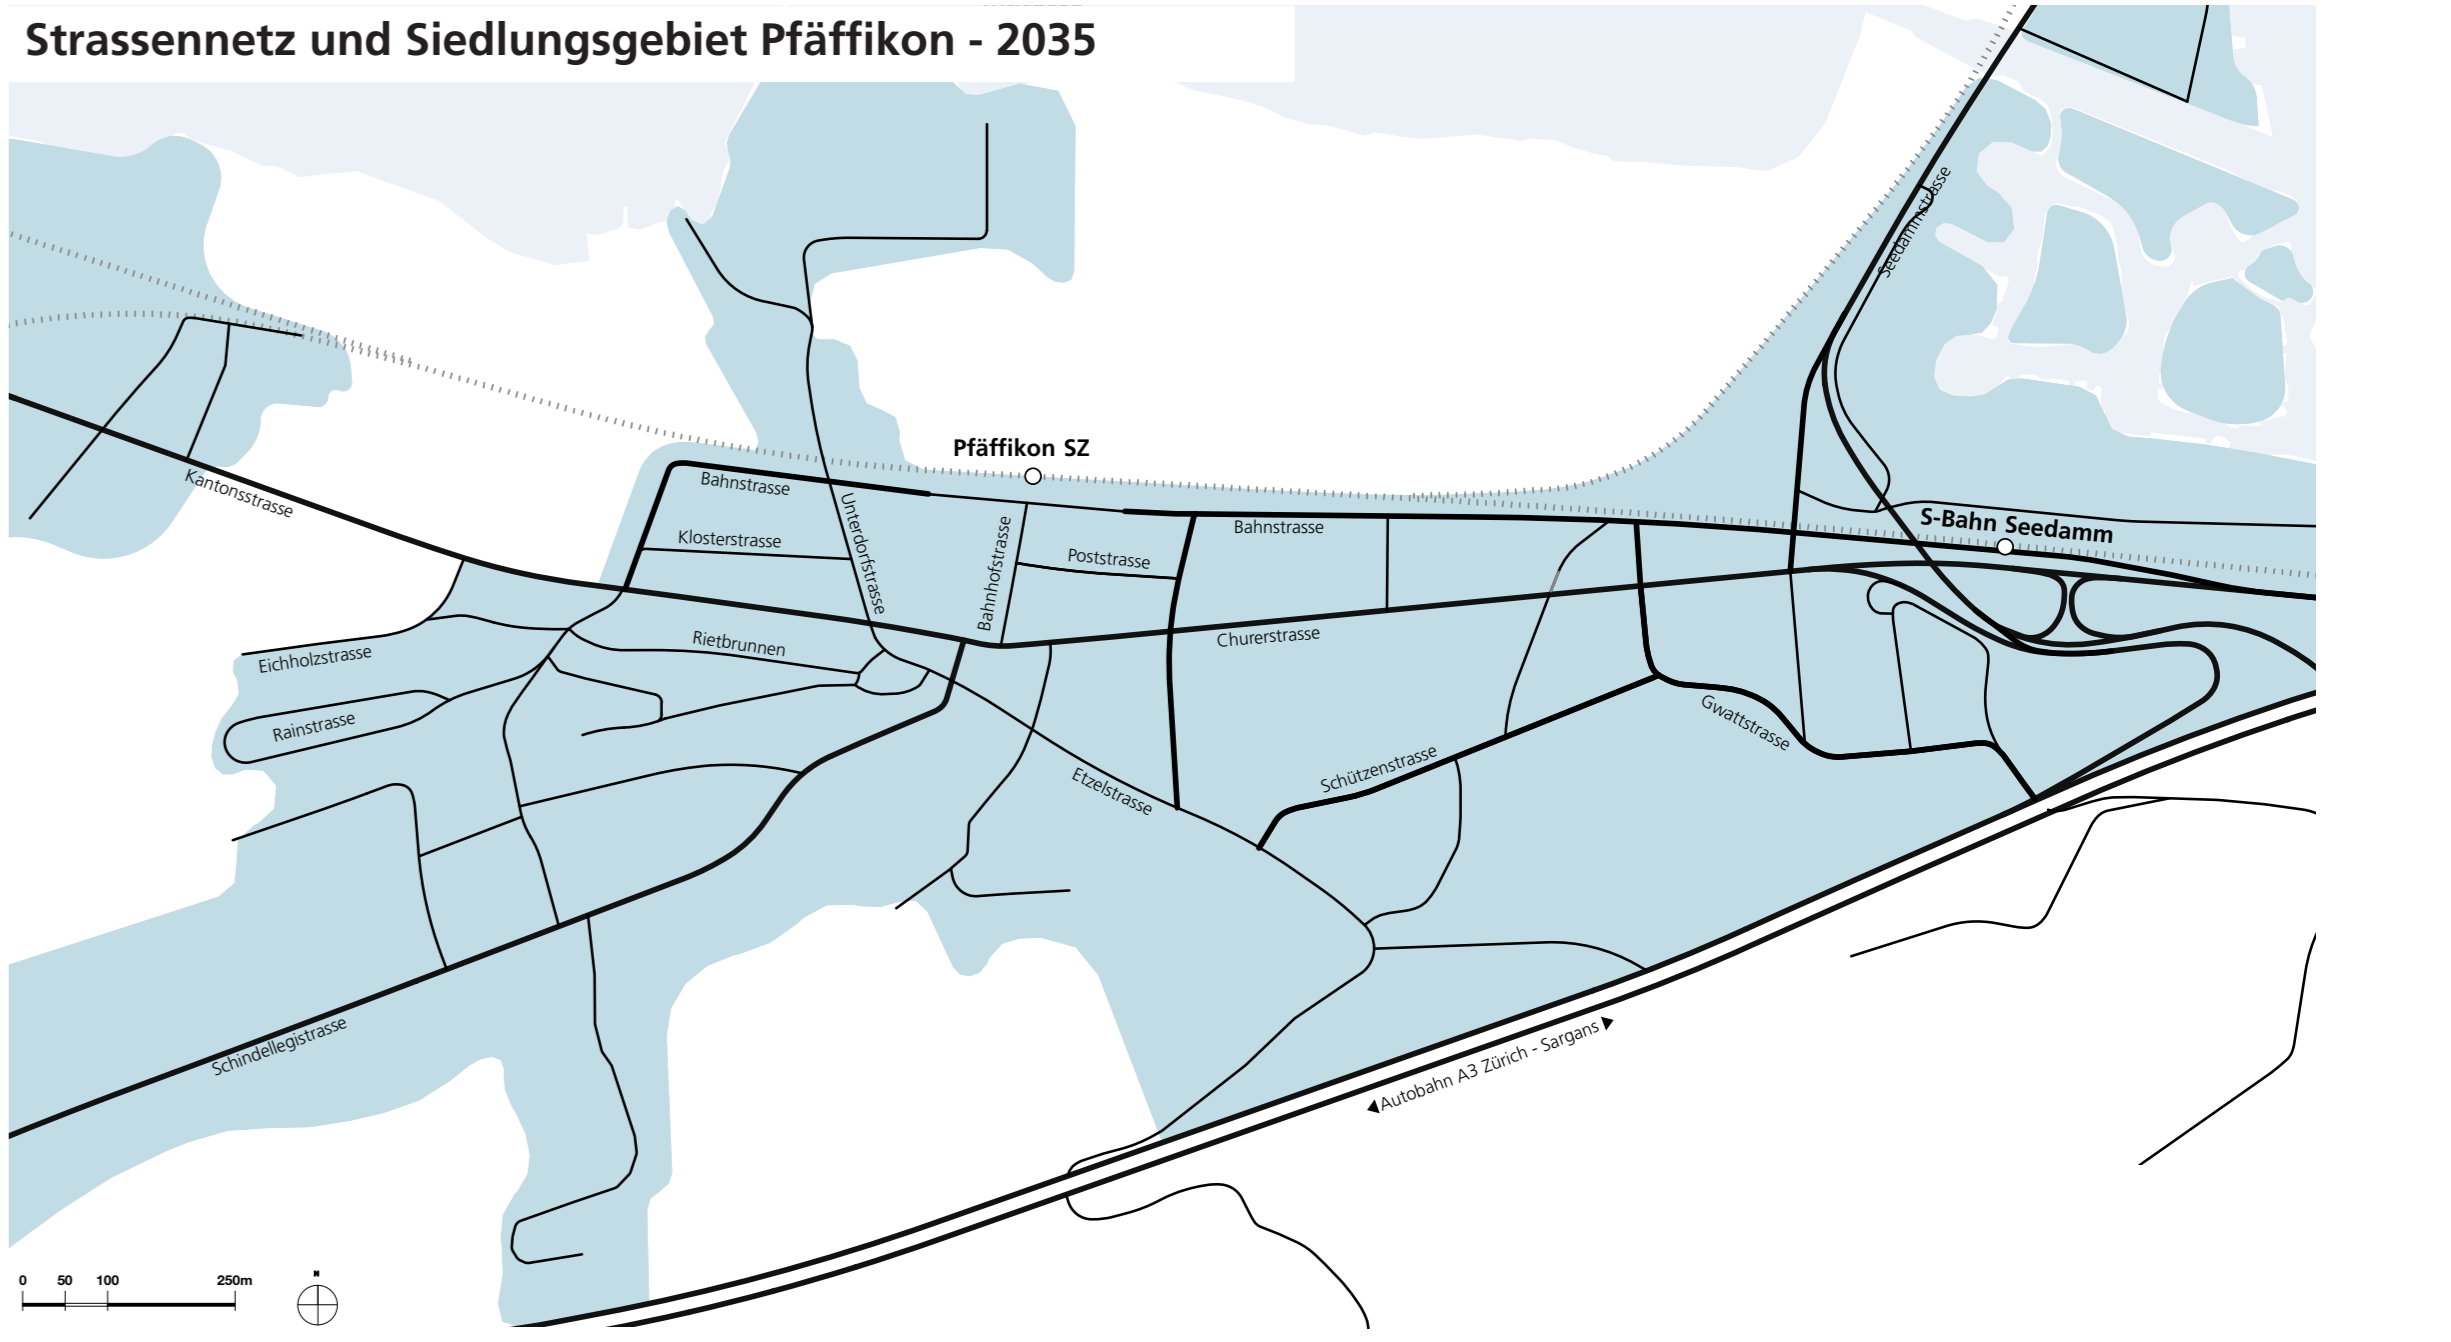 Strassennetz und Siedlungsgebiet Pfäffikon - 2035
Seedammstrasse
Pfäffikon SZ
Kantonsstrasse
Bahnstrasse
Unterdorfstrasse
Klosterstrasse
Bahnhofstrasse
Poststrasse
Bahnstrasse
S-Bahn Seedamm
Churerstrasse
Rietbrunnen
Eichholzstrasse
Rainstrasse
Gwattstrasse
Schützenstrasse
Etzelstrasse
Schindellegistrasse
Autobahn A3 Zürich - Sargans
0 50 100 250m
N